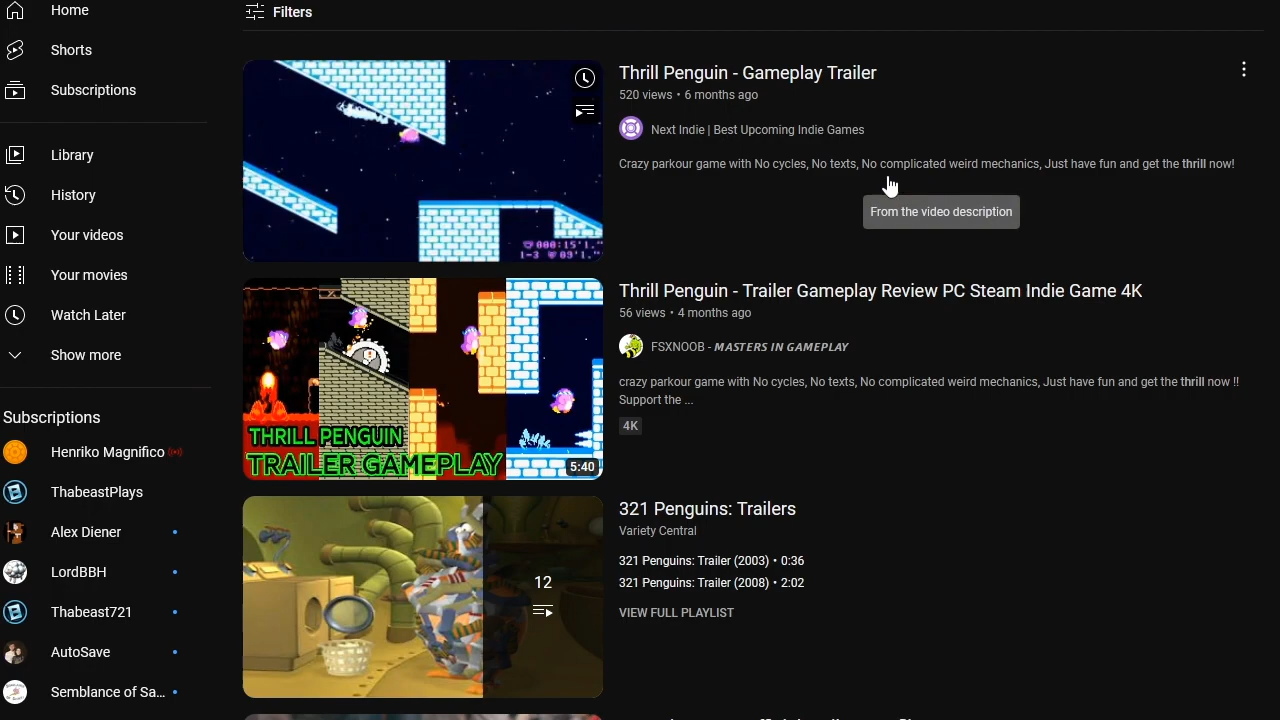 Home
Shorts
Subscriptions
Library
History
Your videos
Your movies
Watch Later
Show more
Subscriptions
Henriko Magnifico
ThabeastPlays
Alex Diener
LordBBH
Thabeast721
AutoSave
Semblance of Sa...
Filters
Thrill Penguin - Gameplay Trailer
520 views • 6 months ago
Next Indie | Best Upcoming Indie Games
Crazy parkour game with No cycles, No texts, No complicated weird mechanics, Just have fun and get the thrill now!
From the video description
000:15'1."
1-3 09'1."
THRILL PENGUIN
TRAILER GAMEPLAY
5:40
Thrill Penguin - Trailer Gameplay Review PC Steam Indie Game 4K
56 views • 4 months ago
FSXNOOB - MASTERS IN GAMEPLAY
crazy parkour game with No cycles, No texts, No complicated weird mechanics, Just have fun and get the thrill now !!
Support the ...
4K
12
321 Penguins: Trailers
Variety Central
321 Penguins: Trailer (2003) • 0:36
321 Penguins: Trailer (2008) • 2:02
VIEW FULL PLAYLIST